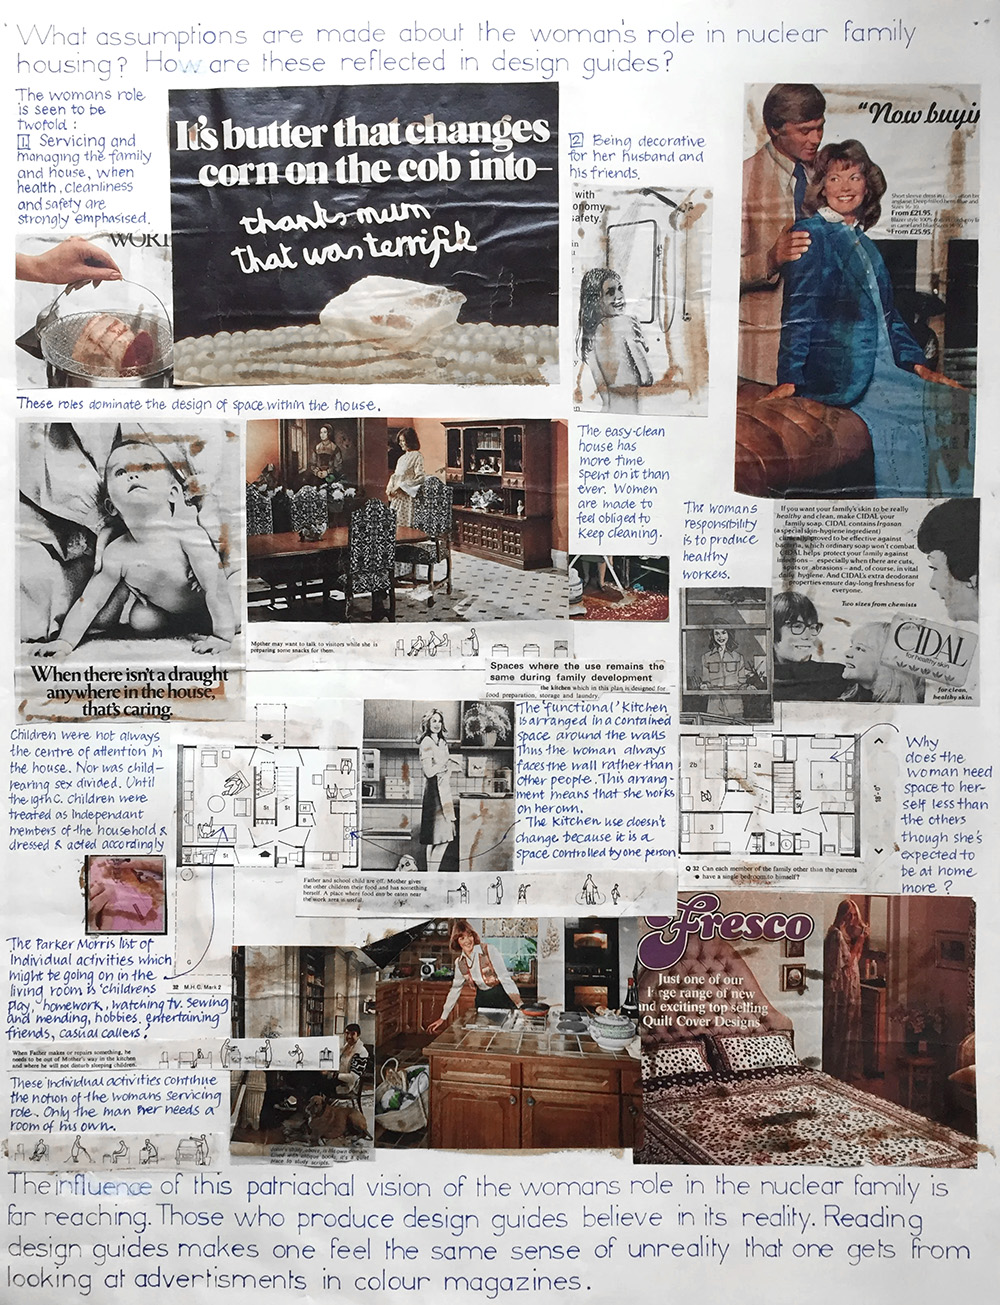 What assumptions are made about the woman's role in nuclear family
housing? How are these reflected in design guides?
The womans role
is seen to be
twofold:
1. Servicing and
managing the family
and house, when
health, cleanliness
and safety are
strongly emphasised.
It's butter that changes
corn on the cob into–
thanks mum
that was terrifik
2 Being decorative
for her husband and
his friends.
with
onomy
safety.
in
"Now buyin
Short sleeve dress in
From £21.95.
Blazer style 100%
From £25.95.
WORL
These roles dominate the design of space within the house.
When there isn't a draught
anywhere in the house,
that's caring.
Mother may want to talk to visitors while she is
preparing some snacks for them.
The easy-clean
house has
more time
spent on it than
ever. Women
are made to
feel obliged to
keep cleaning.
The woman's
responsibility
is to produce
healthy
workers.
If you want your family's skin to be really
healthy and clean, make CIDAL your
family soap. CIDAL contains Irgasan
(a special skin-hygiene ingredient)
clinically proved to be effective against
bacteria, which ordinary soap won't combat.
CIDAL helps protect your family against
infections – especially when there are cuts,
spots or abrasions – and, of course, in vital
daily hygiene. And CIDAL's extra deodorant
properties ensure day-long freshness for
everyone.
Two sizes from chemists
CIDAL
for healthy skin
for clean,
healthy skin.
Spaces where the use remains the
same during family development
the kitchen which in this plan is designed for
food preparation, storage and laundry.
Children were not always
the centre of attention in
the house. Nor was child-
rearing sex divided. Until
the 19th C. children were
treated as independant
members of the household &
dressed & acted accordingly
The 'functional' kitchen
is arranged in a contained
space around the walls
Thus the woman always
faces the wall rather than
other people. This arrang-
ment means that she works
on her own.
The kitchen use doesn't
change because it is a
space controlled by one person
St
St
H
B
St
2b
2a
1
3
St
Q 32 Can each member of the family other than the parents
have a single bedroom to himself?
Why
does the
woman need
space to her-
self less than
the others
though she's
expected to
be at home
more?
Father and school child are off. Mother gives
the other children their food and has something
herself. A place where food can be eaten near
the work area is useful.
G
32 M.H.C. Mark 2
The Parker Morris list of
individual activities which
might be going on in the
living room is 'childrens
play, homework, watching tv. sewing
and mending, hobbies, entertaining
friends, casual callers.'
When Father makes or repairs something, he
needs to be out of Mother's way in the kitchen
and where he will not disturb sleeping children.
These individual activities continue
the notion of the womans servicing
role. Only the man ever needs a
room of his own.
Fresco
Just one of our
large range of new
and exciting top selling
Quilt Cover Designs
The influence of this patriachal vision of the womans role in the nuclear family is
far reaching. Those who produce design guides believe in its reality. Reading
design guides makes one feel the same sense of unreality that one gets from
looking at advertisments in colour magazines.